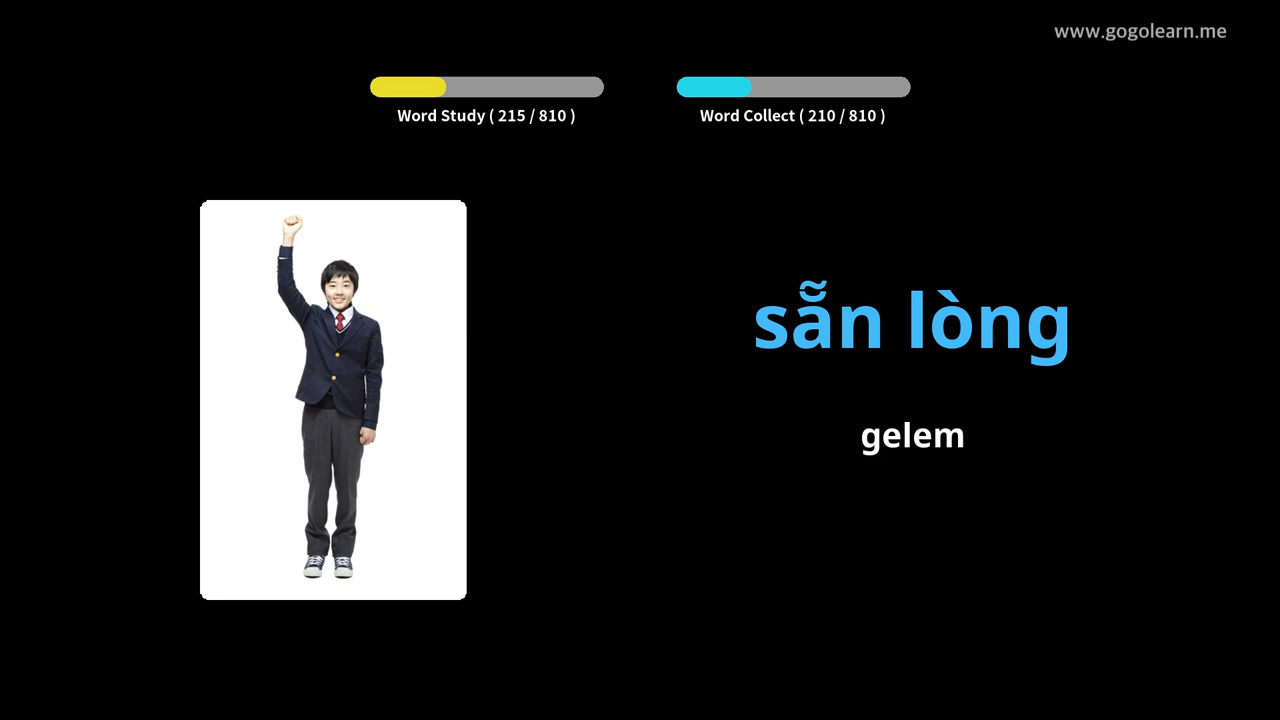 www.gogolearn.me
Word Study ( 215 / 810 )
Word Collect ( 210 / 810 )
sẵn lòng
gelem